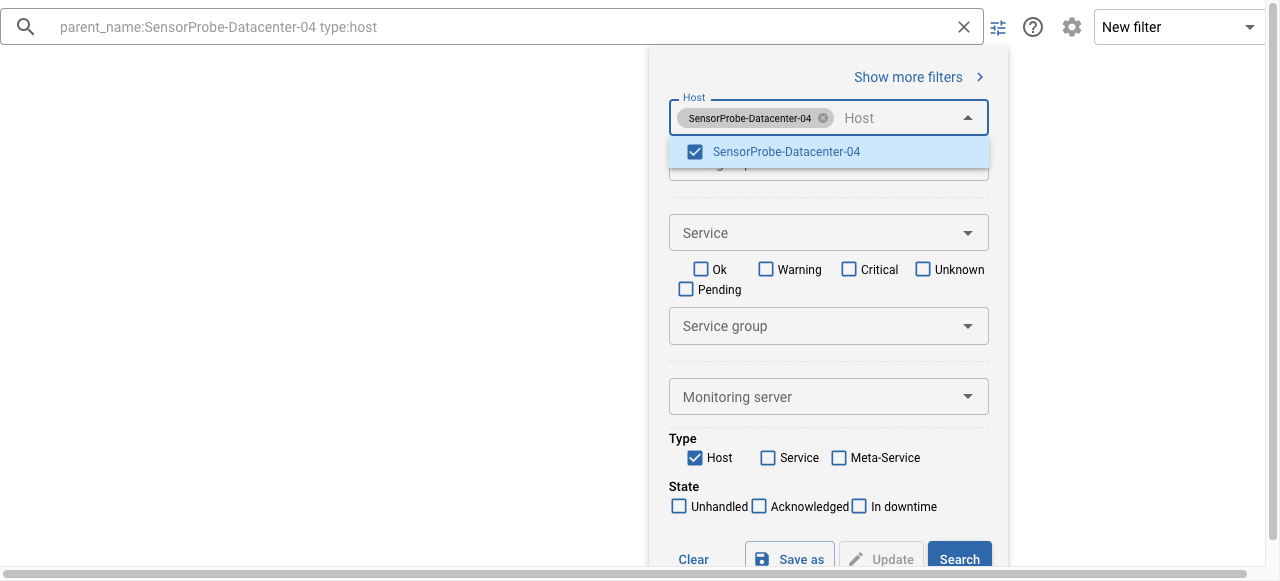 parent_name:SensorProbe-Datacenter-04 type:host
New filter
Show more filters
Host
SensorProbe-Datacenter-04 Host
SensorProbe-Datacenter-04
Service
Ok Warning Critical Unknown
Pending
Service group
Monitoring server
Type
Host Service Meta-Service
State
Unhandled Acknowledged In downtime
Clear Save as Update Search